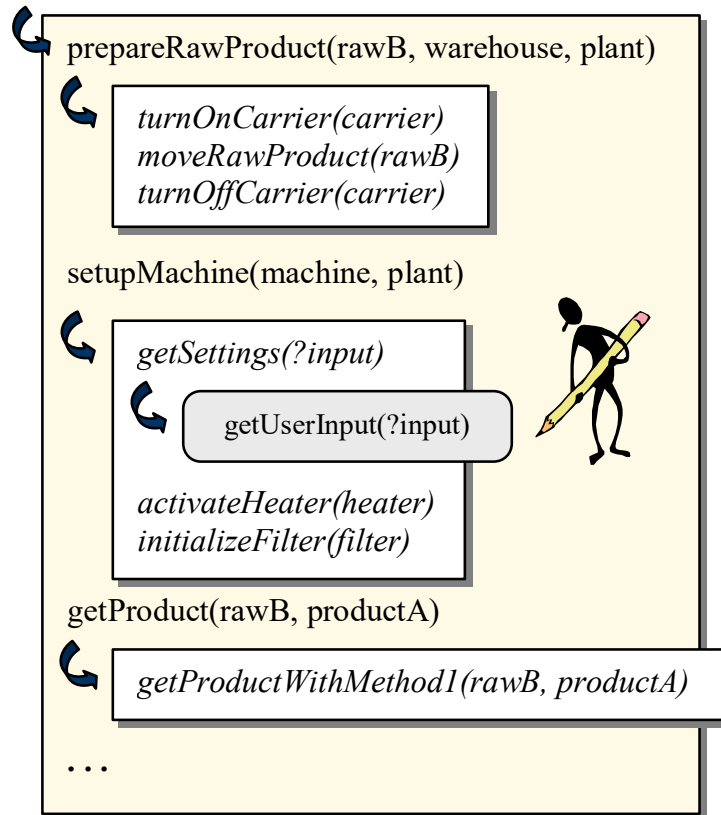 prepareRawProduct(rawB, warehouse, plant)
turnOnCarrier(carrier)
moveRawProduct(rawB)
turnOffCarrier(carrier)
setupMachine(machine, plant)
getSettings(?input)
getUserInput(?input)
activateHeater(heater)
initializeFilter(filter)
getProduct(rawB, productA)
getProductWithMethod1(rawB, productA)
. . .